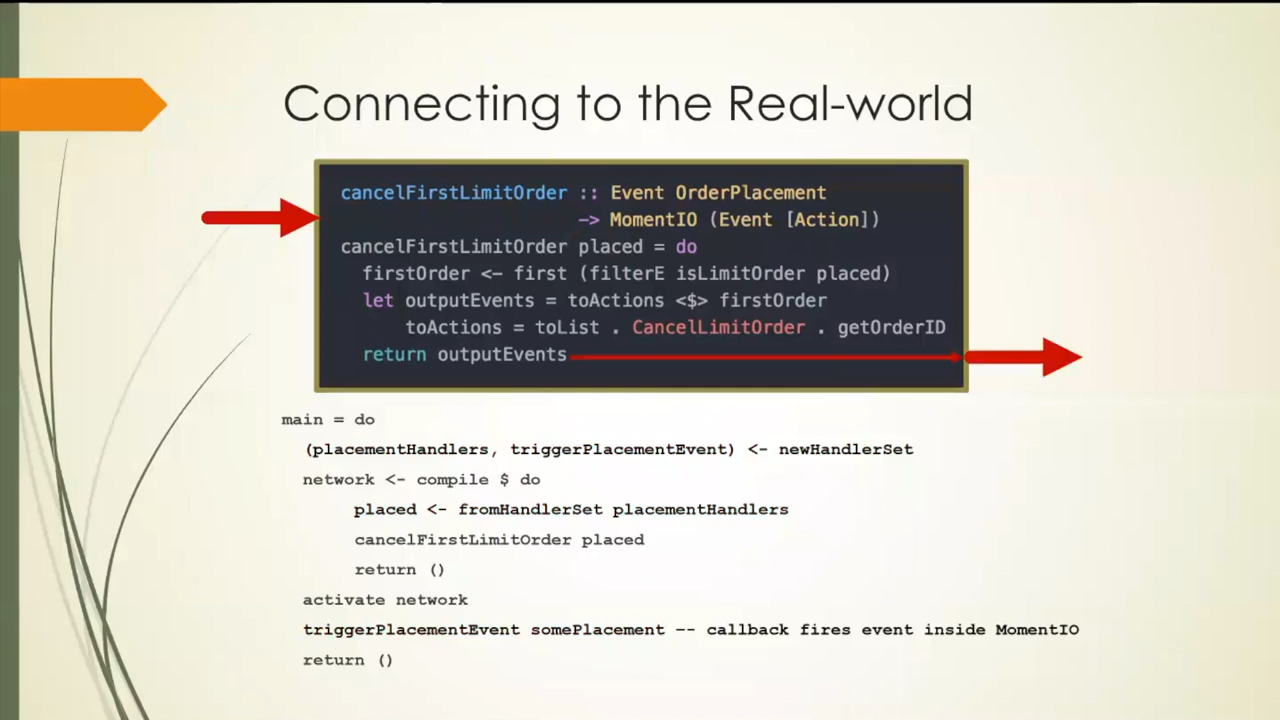 Connecting to the Real-world
cancelFirstLimitOrder :: Event OrderPlacement
-> MomentIO (Event [Action])
cancelFirstLimitOrder placed = do
firstOrder <- first (filterE isLimitOrder placed)
let outputEvents = toActions <$> firstOrder
toActions = toList . CancelLimitOrder . getOrderID
return outputEvents
main = do
(placementHandlers, triggerPlacementEvent) <- newHandlerSet
network <- compile $ do
placed <- fromHandlerSet placementHandlers
cancelFirstLimitOrder placed
return ()
activate network
triggerPlacementEvent somePlacement -- callback fires event inside MomentIO
return ()